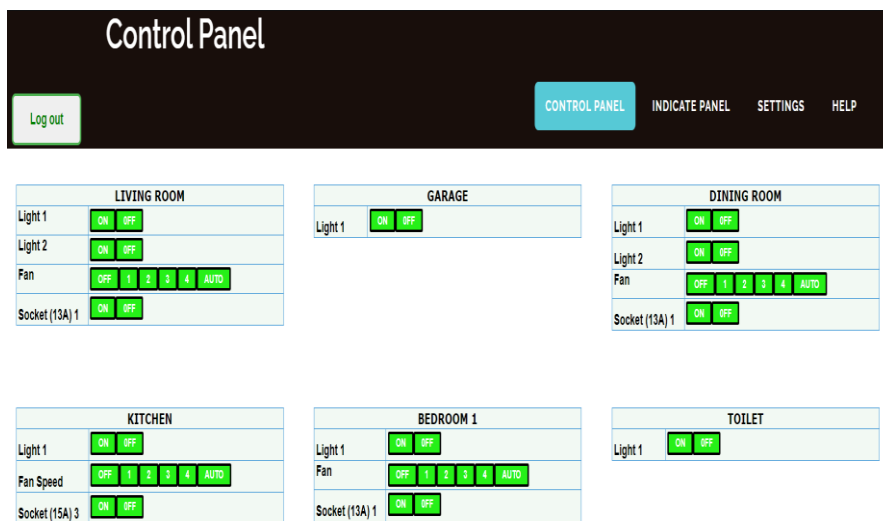 Control Panel
Log out
CONTROL PANEL INDICATE PANEL SETTINGS HELP
LIVING ROOM
Light 1 ON OFF
Light 2 ON OFF
Fan OFF 1 2 3 4 AUTO
Socket (13A) 1 ON OFF
GARAGE
Light 1 ON OFF
DINING ROOM
Light 1 ON OFF
Light 2 ON OFF
Fan OFF 1 2 3 4 AUTO
Socket (13A) 1 ON OFF
KITCHEN
Light 1 ON OFF
Fan Speed OFF 1 2 3 4 AUTO
Socket (15A) 3 ON OFF
BEDROOM 1
Light 1 ON OFF
Fan OFF 1 2 3 4 AUTO
Socket (13A) 1 ON OFF
TOILET
Light 1 ON OFF